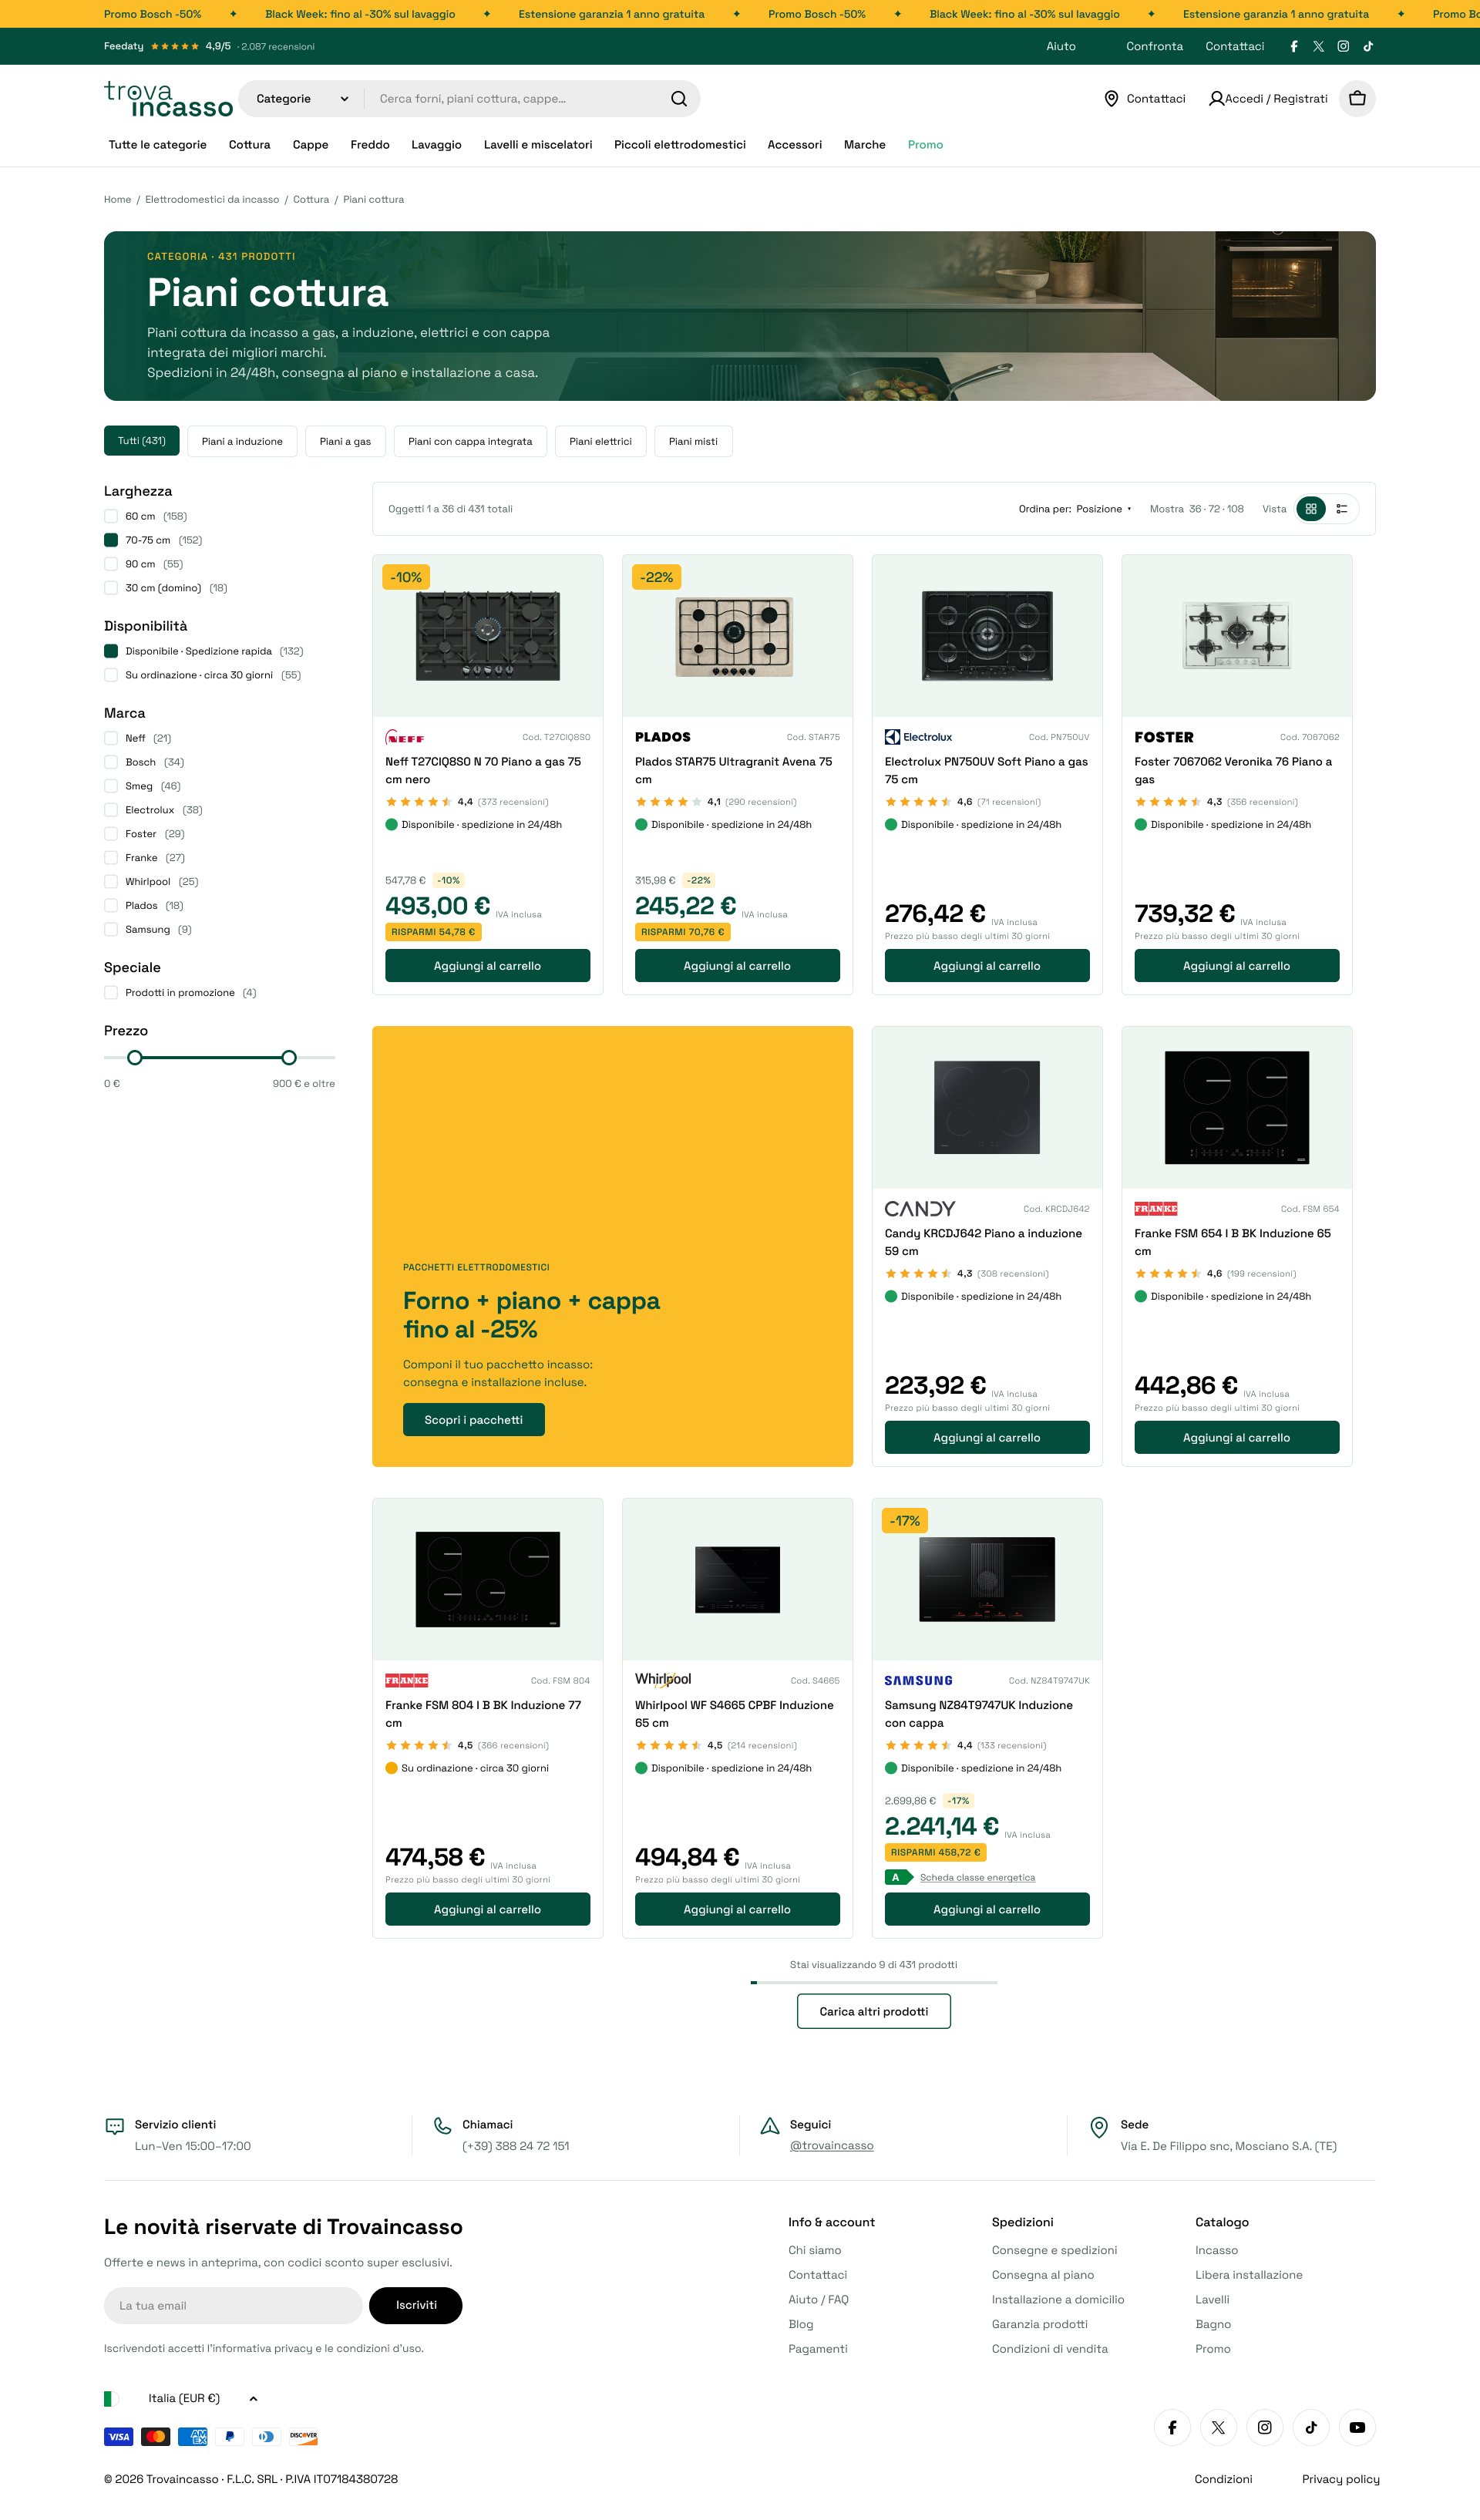 Promo Bosch -50% ✦ Black Week: fino al -30% sul lavaggio ✦ Estensione garanzia 1 anno gratuita ✦ Promo Bosch -50% ✦ Black Week: fino al -30% sul lavaggio ✦ Estensione garanzia 1 anno gratuita ✦ Promo Bos
Feedaty ★★★★★ 4,9/5 · 2.087 recensioni Aiuto Confronta Contattaci
trova
incasso
Categorie Cerca forni, piani cottura, cappe... Contattaci Accedi / Registrati
Tutte le categorie Cottura Cappe Freddo Lavaggio Lavelli e miscelatori Piccoli elettrodomestici Accessori Marche Promo
Home / Elettrodomestici da incasso / Cottura / Piani cottura
CATEGORIA · 431 PRODOTTI
Piani cottura
Piani cottura da incasso a gas, a induzione, elettrici e con cappa
integrata dei migliori marchi.
Spedizioni in 24/48h, consegna al piano e installazione a casa.
Tutti (431) Piani a induzione Piani a gas Piani con cappa integrata Piani elettrici Piani misti
Larghezza
60 cm (158)
70-75 cm (152)
90 cm (55)
30 cm (domino) (18)
Disponibilità
Disponibile · Spedizione rapida (132)
Su ordinazione · circa 30 giorni (55)
Marca
Neff (21)
Bosch (34)
Smeg (46)
Electrolux (38)
Foster (29)
Franke (27)
Whirlpool (25)
Plados (18)
Samsung (9)
Speciale
Prodotti in promozione (4)
Prezzo
0 € 900 € e oltre
Oggetti 1 a 36 di 431 totali Ordina per: Posizione Mostra 36 · 72 · 108 Vista
-10%
NEFF Cod. T27CIQ8S0
Neff T27CIQ8S0 N 70 Piano a gas 75
cm nero
4,4 (373 recensioni)
Disponibile · spedizione in 24/48h
547,78 € -10%
493,00 € IVA inclusa
RISPARMI 54,78 €
Aggiungi al carrello
-22%
PLADOS Cod. STAR75
Plados STAR75 Ultragranit Avena 75
cm
4,1 (290 recensioni)
Disponibile · spedizione in 24/48h
315,98 € -22%
245,22 € IVA inclusa
RISPARMI 70,76 €
Aggiungi al carrello
Electrolux Cod. PN750UV
Electrolux PN750UV Soft Piano a gas
75 cm
4,6 (71 recensioni)
Disponibile · spedizione in 24/48h
276,42 € IVA inclusa
Prezzo più basso degli ultimi 30 giorni
Aggiungi al carrello
FOSTER Cod. 7067062
Foster 7067062 Veronika 76 Piano a
gas
4,3 (356 recensioni)
Disponibile · spedizione in 24/48h
739,32 € IVA inclusa
Prezzo più basso degli ultimi 30 giorni
Aggiungi al carrello
PACCHETTI ELETTRODOMESTICI
Forno + piano + cappa
fino al -25%
Componi il tuo pacchetto incasso:
consegna e installazione incluse.
Scopri i pacchetti
CANDY Cod. KRCDJ642
Candy KRCDJ642 Piano a induzione
59 cm
4,3 (308 recensioni)
Disponibile · spedizione in 24/48h
223,92 € IVA inclusa
Prezzo più basso degli ultimi 30 giorni
Aggiungi al carrello
FRANKE Cod. FSM 654
Franke FSM 654 I B BK Induzione 65
cm
4,6 (199 recensioni)
Disponibile · spedizione in 24/48h
442,86 € IVA inclusa
Prezzo più basso degli ultimi 30 giorni
Aggiungi al carrello
FRANKE Cod. FSM 804
Franke FSM 804 I B BK Induzione 77
cm
4,5 (366 recensioni)
Su ordinazione · circa 30 giorni
474,58 € IVA inclusa
Prezzo più basso degli ultimi 30 giorni
Aggiungi al carrello
Whirlpool Cod. S4665
Whirlpool WF S4665 CPBF Induzione
65 cm
4,5 (214 recensioni)
Disponibile · spedizione in 24/48h
494,84 € IVA inclusa
Prezzo più basso degli ultimi 30 giorni
Aggiungi al carrello
-17%
SAMSUNG Cod. NZ84T9747UK
Samsung NZ84T9747UK Induzione
con cappa
4,4 (133 recensioni)
Disponibile · spedizione in 24/48h
2.699,86 € -17%
2.241,14 € IVA inclusa
RISPARMI 458,72 €
A Scheda classe energetica
Aggiungi al carrello
Stai visualizzando 9 di 431 prodotti
Carica altri prodotti
Servizio clienti
Lun–Ven 15:00–17:00
Chiamaci
(+39) 388 24 72 151
Seguici
@trovaincasso
Sede
Via E. De Filippo snc, Mosciano S.A. (TE)
Le novità riservate di Trovaincasso
Offerte e news in anteprima, con codici sconto super esclusivi.
La tua email Iscriviti
Iscrivendoti accetti l'informativa privacy e le condizioni d'uso.
Info & account
Chi siamo
Contattaci
Aiuto / FAQ
Blog
Pagamenti
Spedizioni
Consegne e spedizioni
Consegna al piano
Installazione a domicilio
Garanzia prodotti
Condizioni di vendita
Catalogo
Incasso
Libera installazione
Lavelli
Bagno
Promo
Italia (EUR €)
VISA AMEX DISCOVER
© 2026 Trovaincasso · F.L.C. SRL · P.IVA IT07184380728 Condizioni Privacy policy